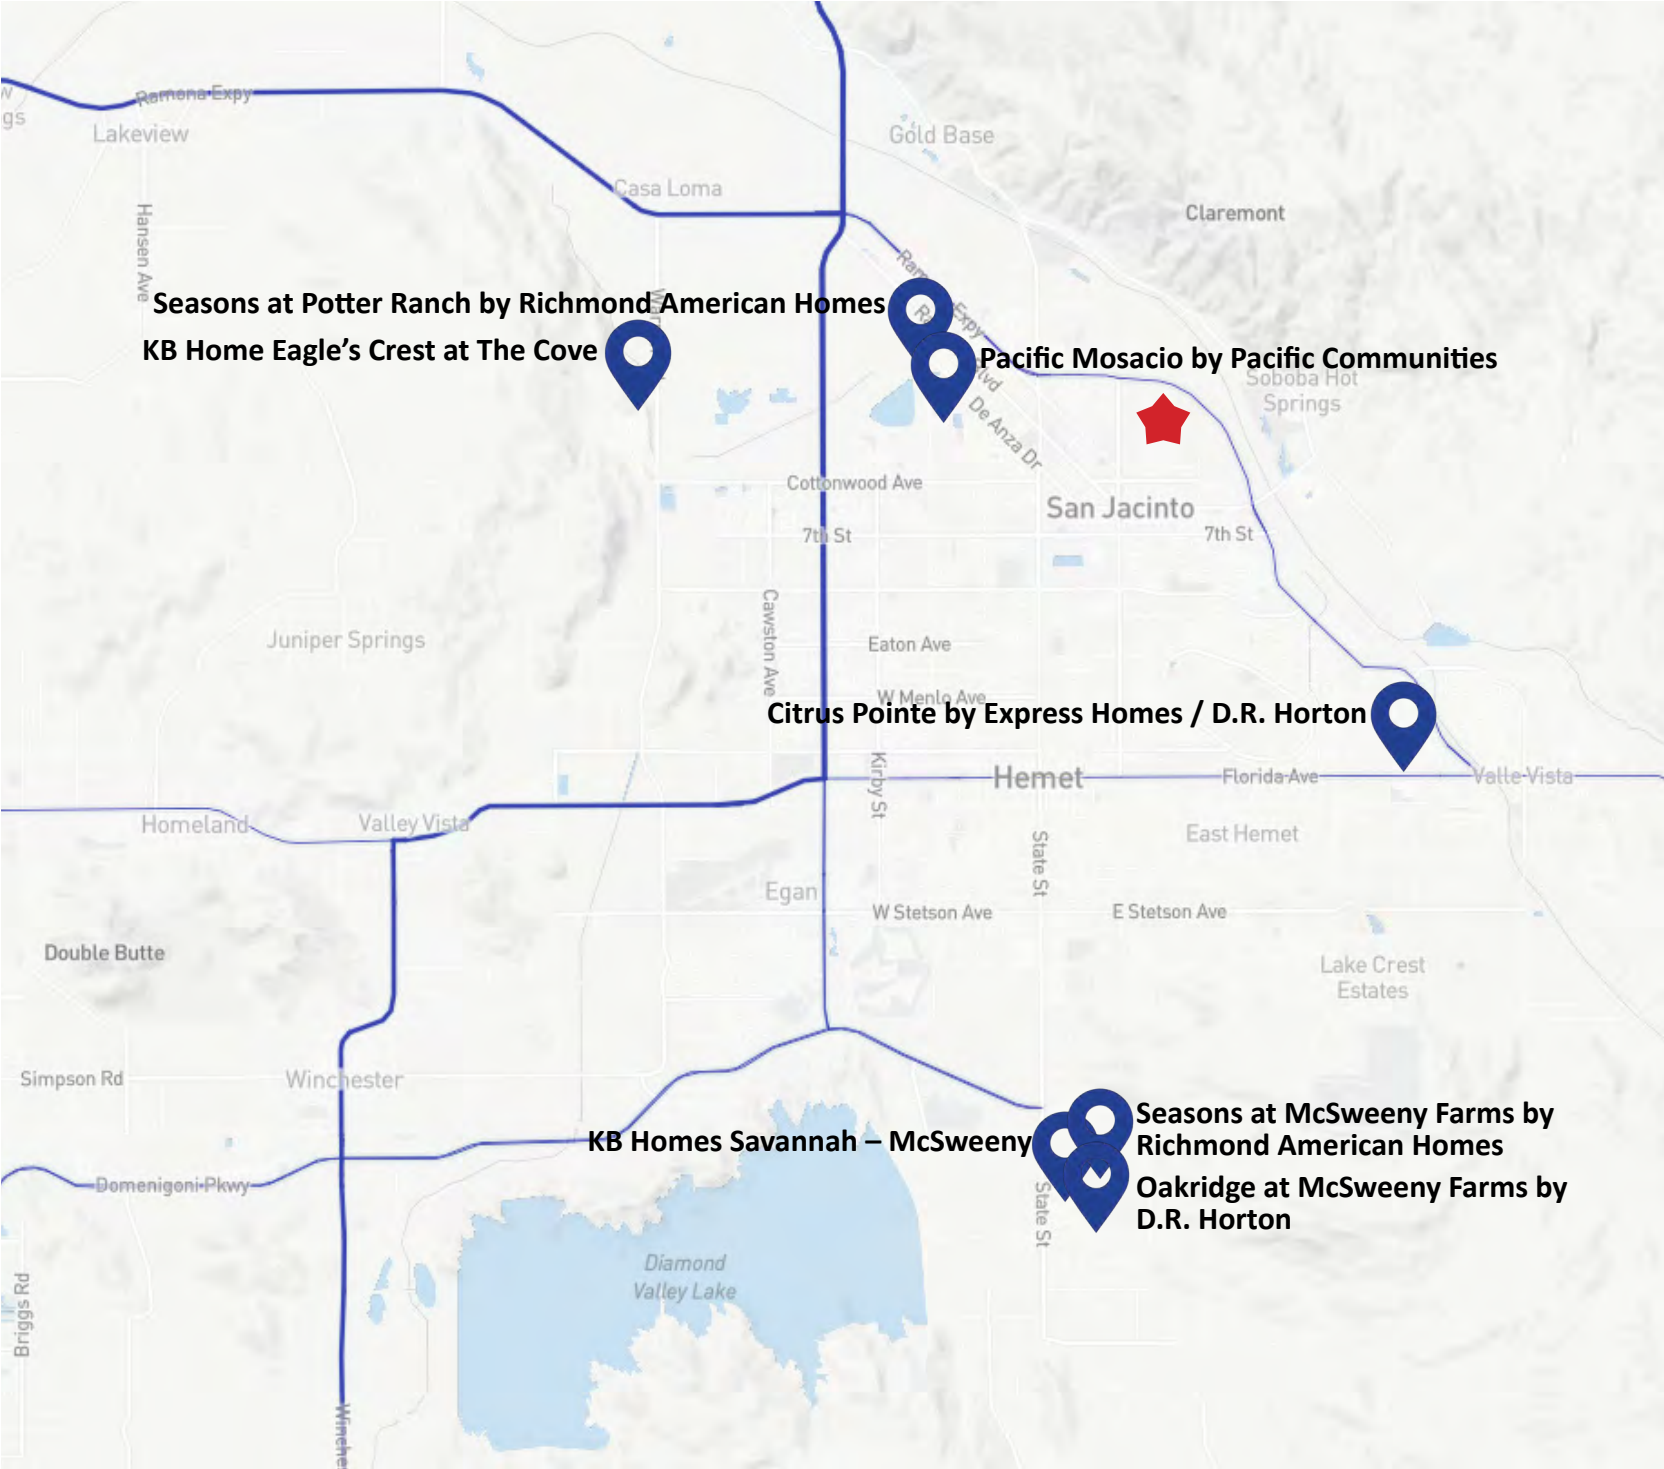 Ramona Expy
gs
Lakeview
Gold Base
Casa Loma
Claremont
Hansen Ave
Seasons at Potter Ranch by Richmond American Homes
Expy
KB Home Eagle's Crest at The Cove
Pacific Mosacio by Pacific Communities
Soboba Hot
Springs
De Anza Dr
Cottonwood Ave
San Jacinto
7th St
7th St
Cawston Ave
Juniper Springs
Eaton Ave
W Menlo Ave
Citrus Pointe by Express Homes / D.R. Horton
Kirby St
Hemet
Florida Ave
Valle Vista
Homeland
Valley Vista
East Hemet
State St
Egan
W Stetson Ave
E Stetson Ave
Double Butte
Lake Crest
Estates
Simpson Rd
Winchester
Seasons at McSweeny Farms by
Richmond American Homes
KB Homes Savannah – McSweeny
Domenigoni Pkwy
Oakridge at McSweeny Farms by
D.R. Horton
State St
Diamond
Valley Lake
Briggs Rd